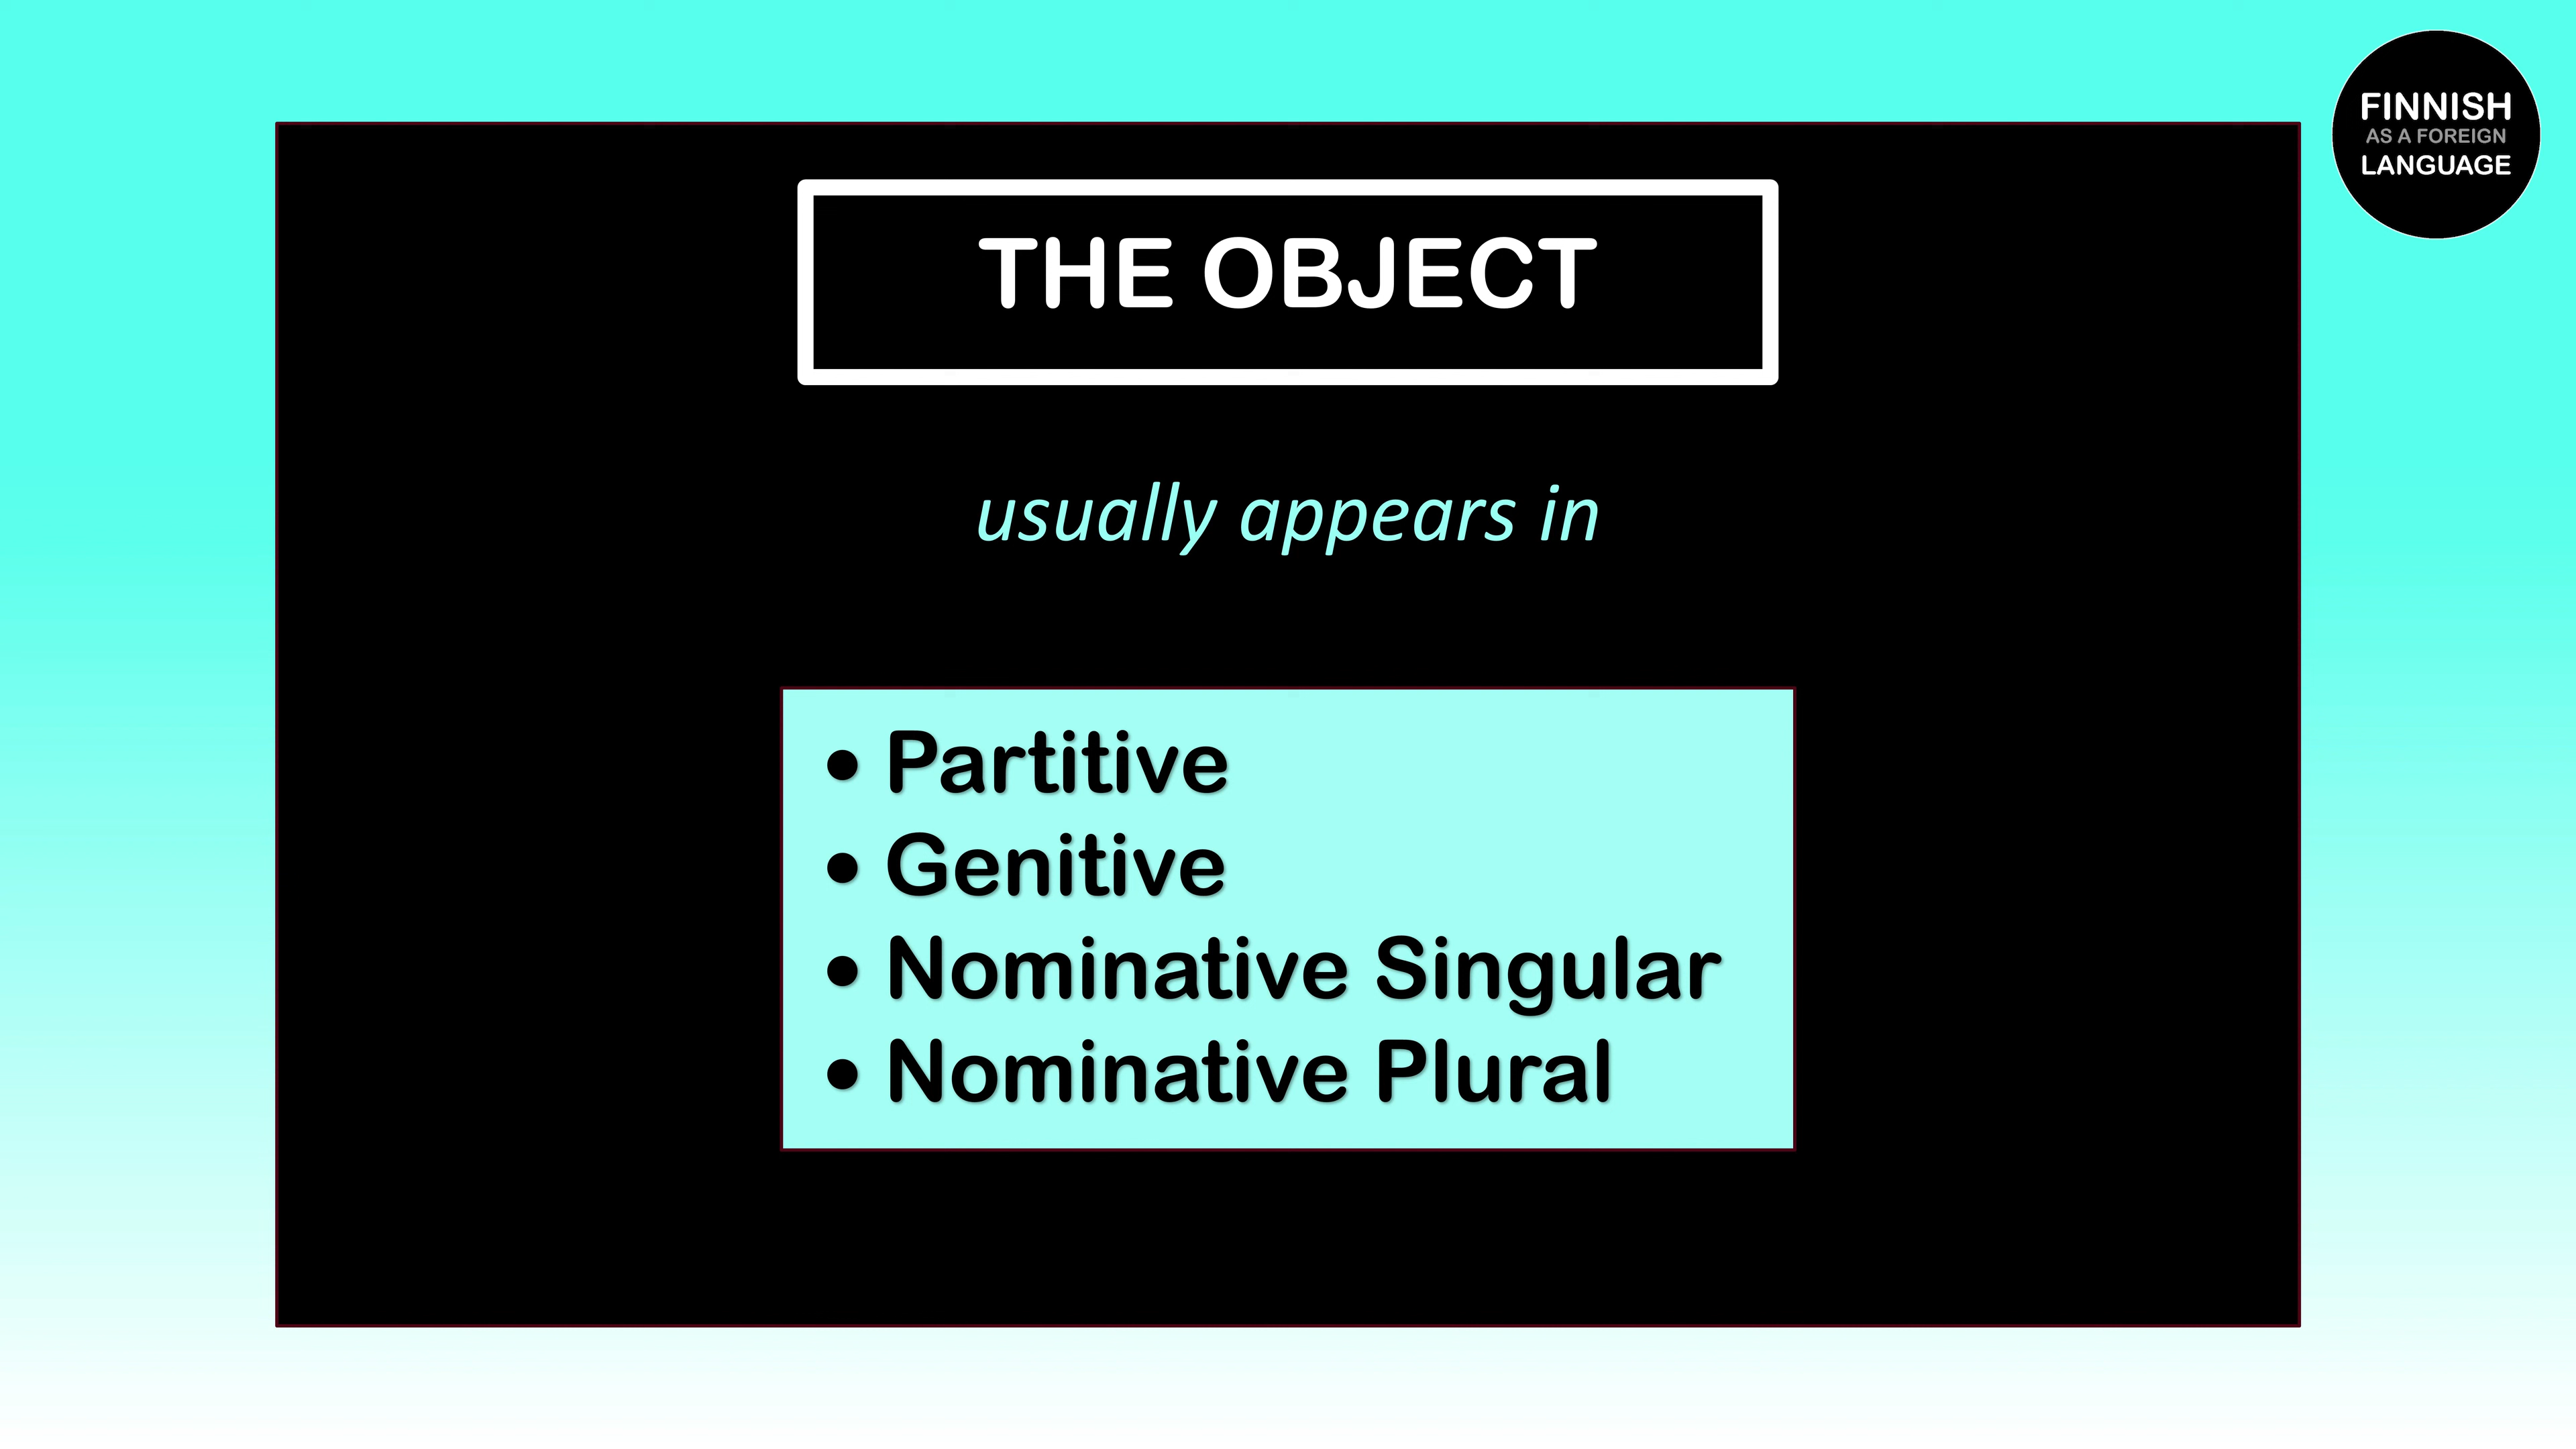 FINNISH
AS A FOREIGN
LANGUAGE
THE OBJECT
usually appears in
• Partitive
• Genitive
• Nominative Singular
• Nominative Plural